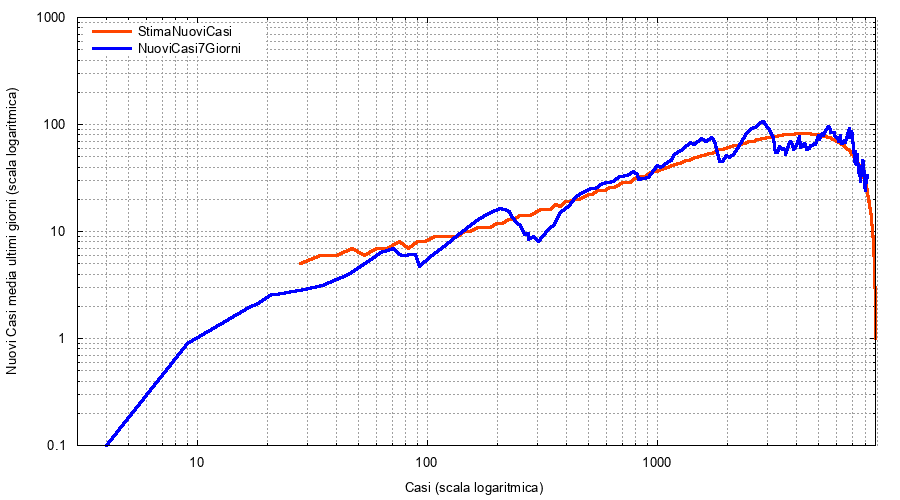 1000
StimaNuoviCasi
NuoviCasi7Giorni
100
10
1
0.1
Nuovi Casi media ultimi giorni (scala logaritmica)
10
100
1000
Casi (scala logaritmica)